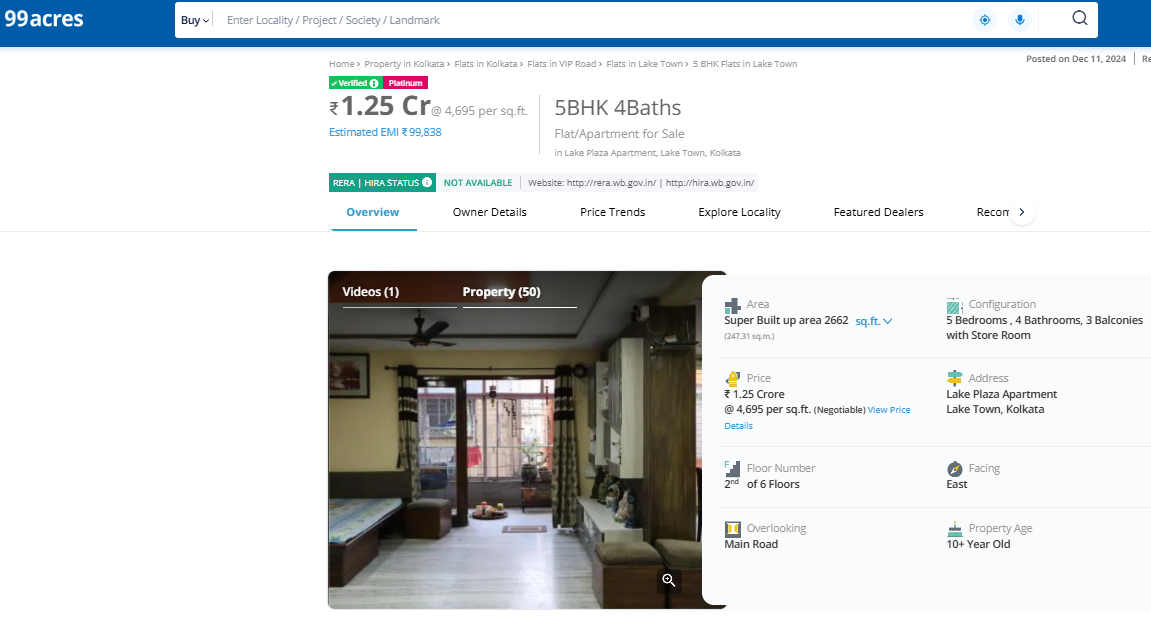 99acres
Buy
Enter Locality / Project / Society / Landmark
Home › Property in Kolkata › Flats in Kolkata › Flats in VIP Road › Flats in Lake Town › 5 BHK Flats in Lake Town
Posted on Dec 11, 2024
Verified Platinum
₹1.25 Cr @ 4,695 per sq.ft.
Estimated EMI ₹99,838
5BHK 4Baths
Flat/Apartment for Sale
in Lake Plaza Apartment, Lake Town, Kolkata
RERA | HIRA STATUS NOT AVAILABLE Website: http://rera.wb.gov.in/ | http://hira.wb.gov.in/
Overview Owner Details Price Trends Explore Locality Featured Dealers Recom
Videos (1) Property (50)
Area
Super Built up area 2662 sq.ft.
(247.31 sq.m.)
Configuration
5 Bedrooms , 4 Bathrooms, 3 Balconies
with Store Room
Price
₹ 1.25 Crore
@ 4,695 per sq.ft. (Negotiable) View Price
Details
Address
Lake Plaza Apartment
Lake Town, Kolkata
Floor Number
2nd of 6 Floors
Facing
East
Overlooking
Main Road
Property Age
10+ Year Old